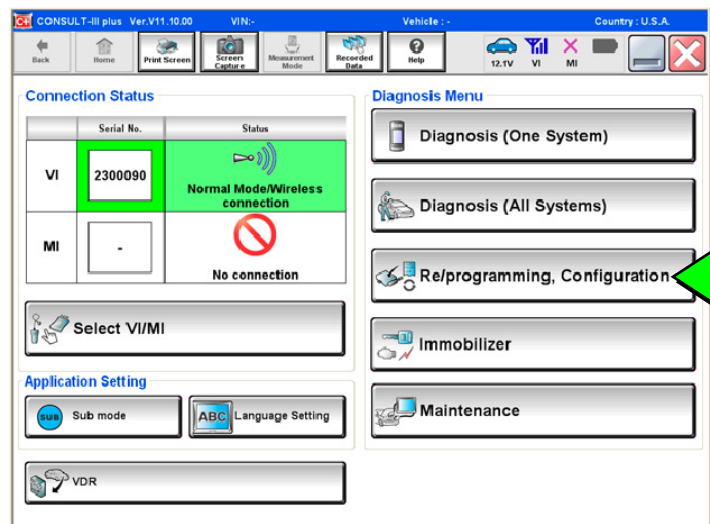 CONSULT-III plus Ver.V11.10.00 VIN:- Vehicle : - Country : U.S.A.
Back
Home
Print Screen
Screen
Capture
Measurement
Mode
Recorded
Data
Help
12.1V VI MI
Connection Status
Serial No. Status
VI 2300090 Normal Mode/Wireless
connection
MI - No connection
Select VI/MI
Application Setting
SUB Sub mode
ABC Language Setting
VDR
Diagnosis Menu
Diagnosis (One System)
Diagnosis (All Systems)
Re/programming, Configuration
Immobilizer
Maintenance